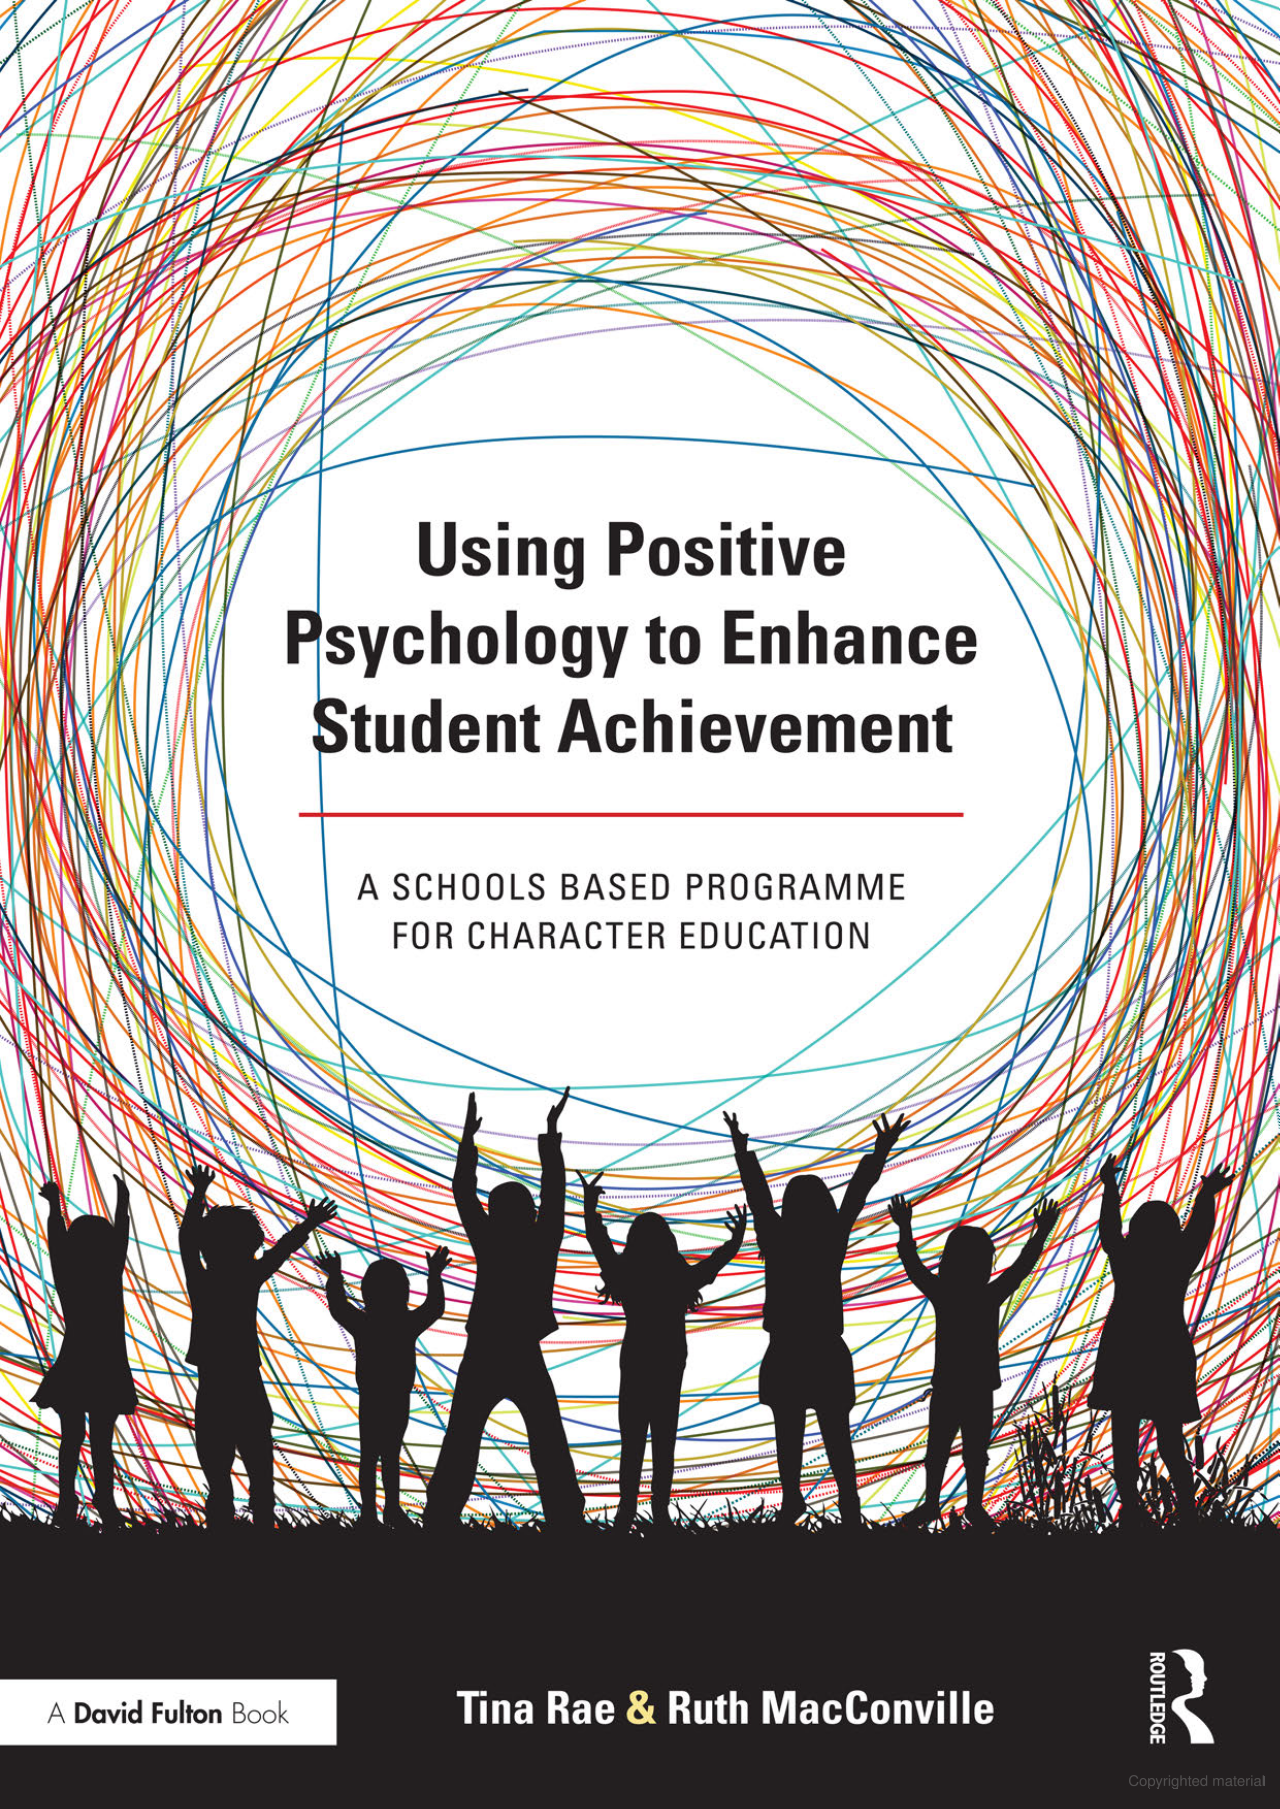 Using Positive
Psychology to Enhance
Student Achievement
A SCHOOLS BASED PROGRAMME
FOR CHARACTER EDUCATION
A David Fulton Book
Tina Rae & Ruth MacConville
ROUTLEDGE
Copyrighted material